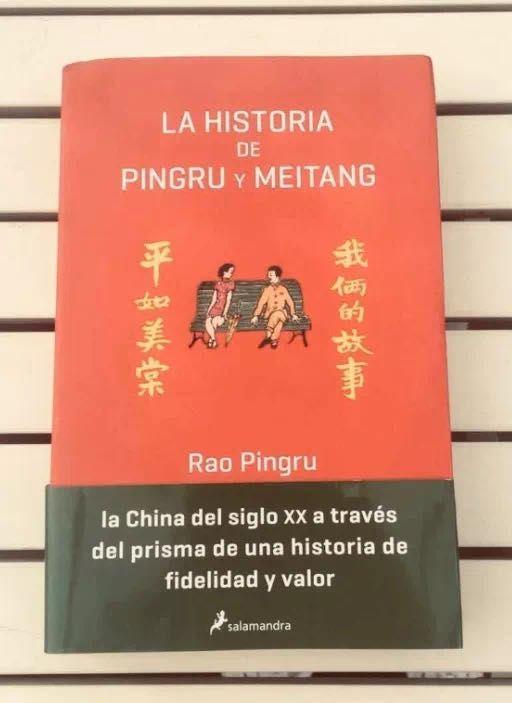 LA HISTORIA
DE
PINGRU Y MEITANG
平如美棠
我俩的故事
Rao Pingru
la China del siglo XX a través
del prisma de una historia de
fidelidad y valor
salamandra